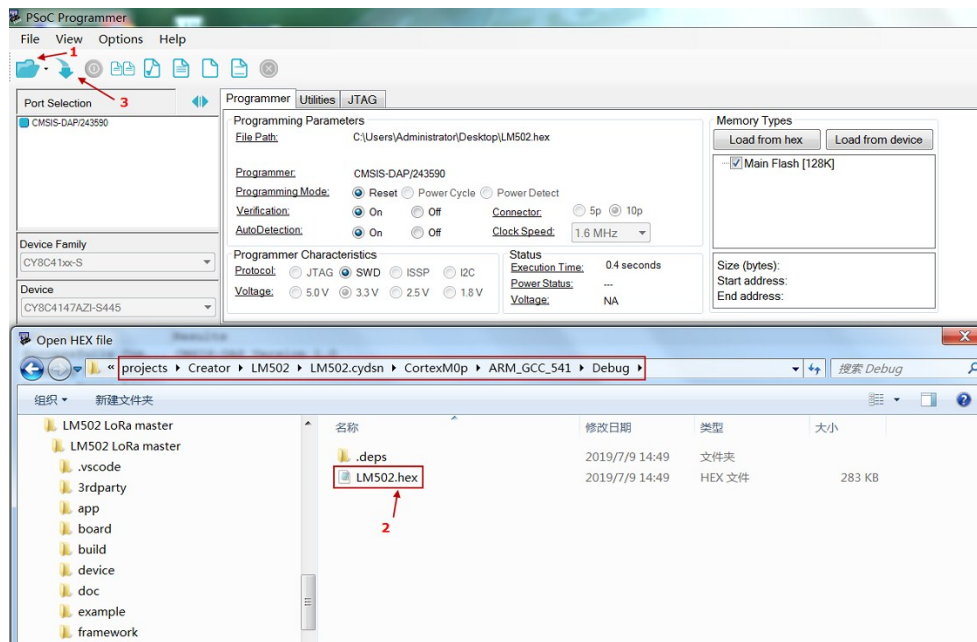 PSoC Programmer
File View Options Help
1
3
Port Selection
CMSIS-DAP/243590
Device Family
CY8C41xx-S
Device
CY8C4147AZI-S445
Programmer Utilities JTAG
Programming Parameters
File Path: C:\Users\Administrator\Desktop\LM502.hex
Programmer: CMSIS-DAP/243590
Programming Mode: Reset Power Cycle Power Detect
Verification: On Off Connector: 5p 10p
AutoDetection: On Off Clock Speed: 1.6 MHz
Programmer Characteristics
Protocol: JTAG SWD ISSP I2C
Voltage: 5.0 V 3.3 V 2.5 V 1.8 V
Status
Execution Time: 0.4 seconds
Power Status: ---
Voltage: NA
Memory Types
Load from hex Load from device
Main Flash [128K]
Size (bytes):
Start address:
End address:
Open HEX file
« projects Creator LM502 LM502.cydsn CortexM0p ARM_GCC_541 Debug
搜索 Debug
组织 新建文件夹
LM502 LoRa master
LM502 LoRa master
.vscode
3rdparty
app
board
build
device
doc
example
framework
名称 修改日期 类型 大小
.deps 2019/7/9 14:49 文件夹
LM502.hex 2019/7/9 14:49 HEX 文件 283 KB
2